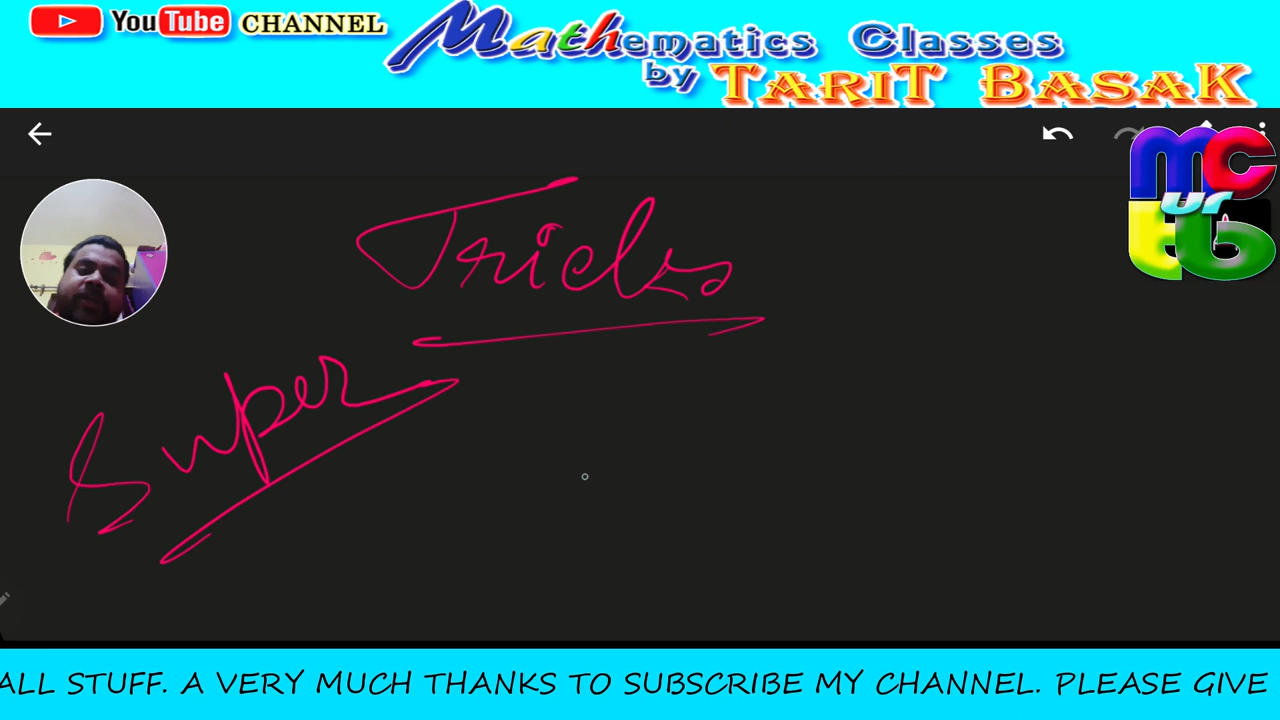 YouTube CHANNEL
Mathematics Classes
by TARIT BASAK
Tricks
Super
ALL STUFF. A VERY MUCH THANKS TO SUBSCRIBE MY CHANNEL. PLEASE GIVE